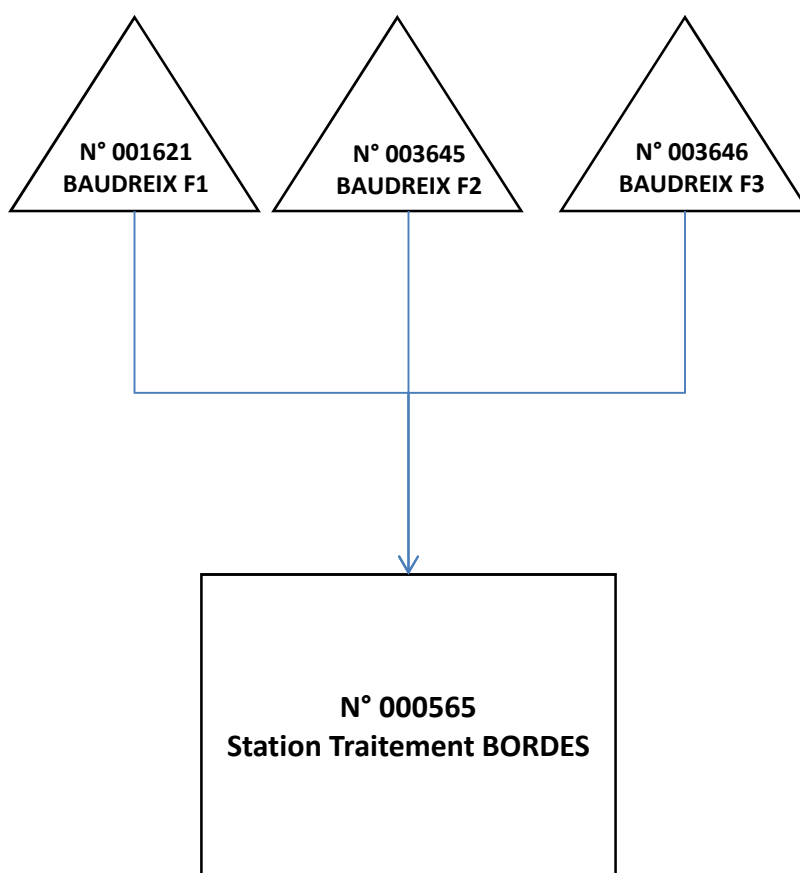 N° 001621
BAUDREIX F1
N° 003645
BAUDREIX F2
N° 003646
BAUDREIX F3
N° 000565
Station Traitement BORDES